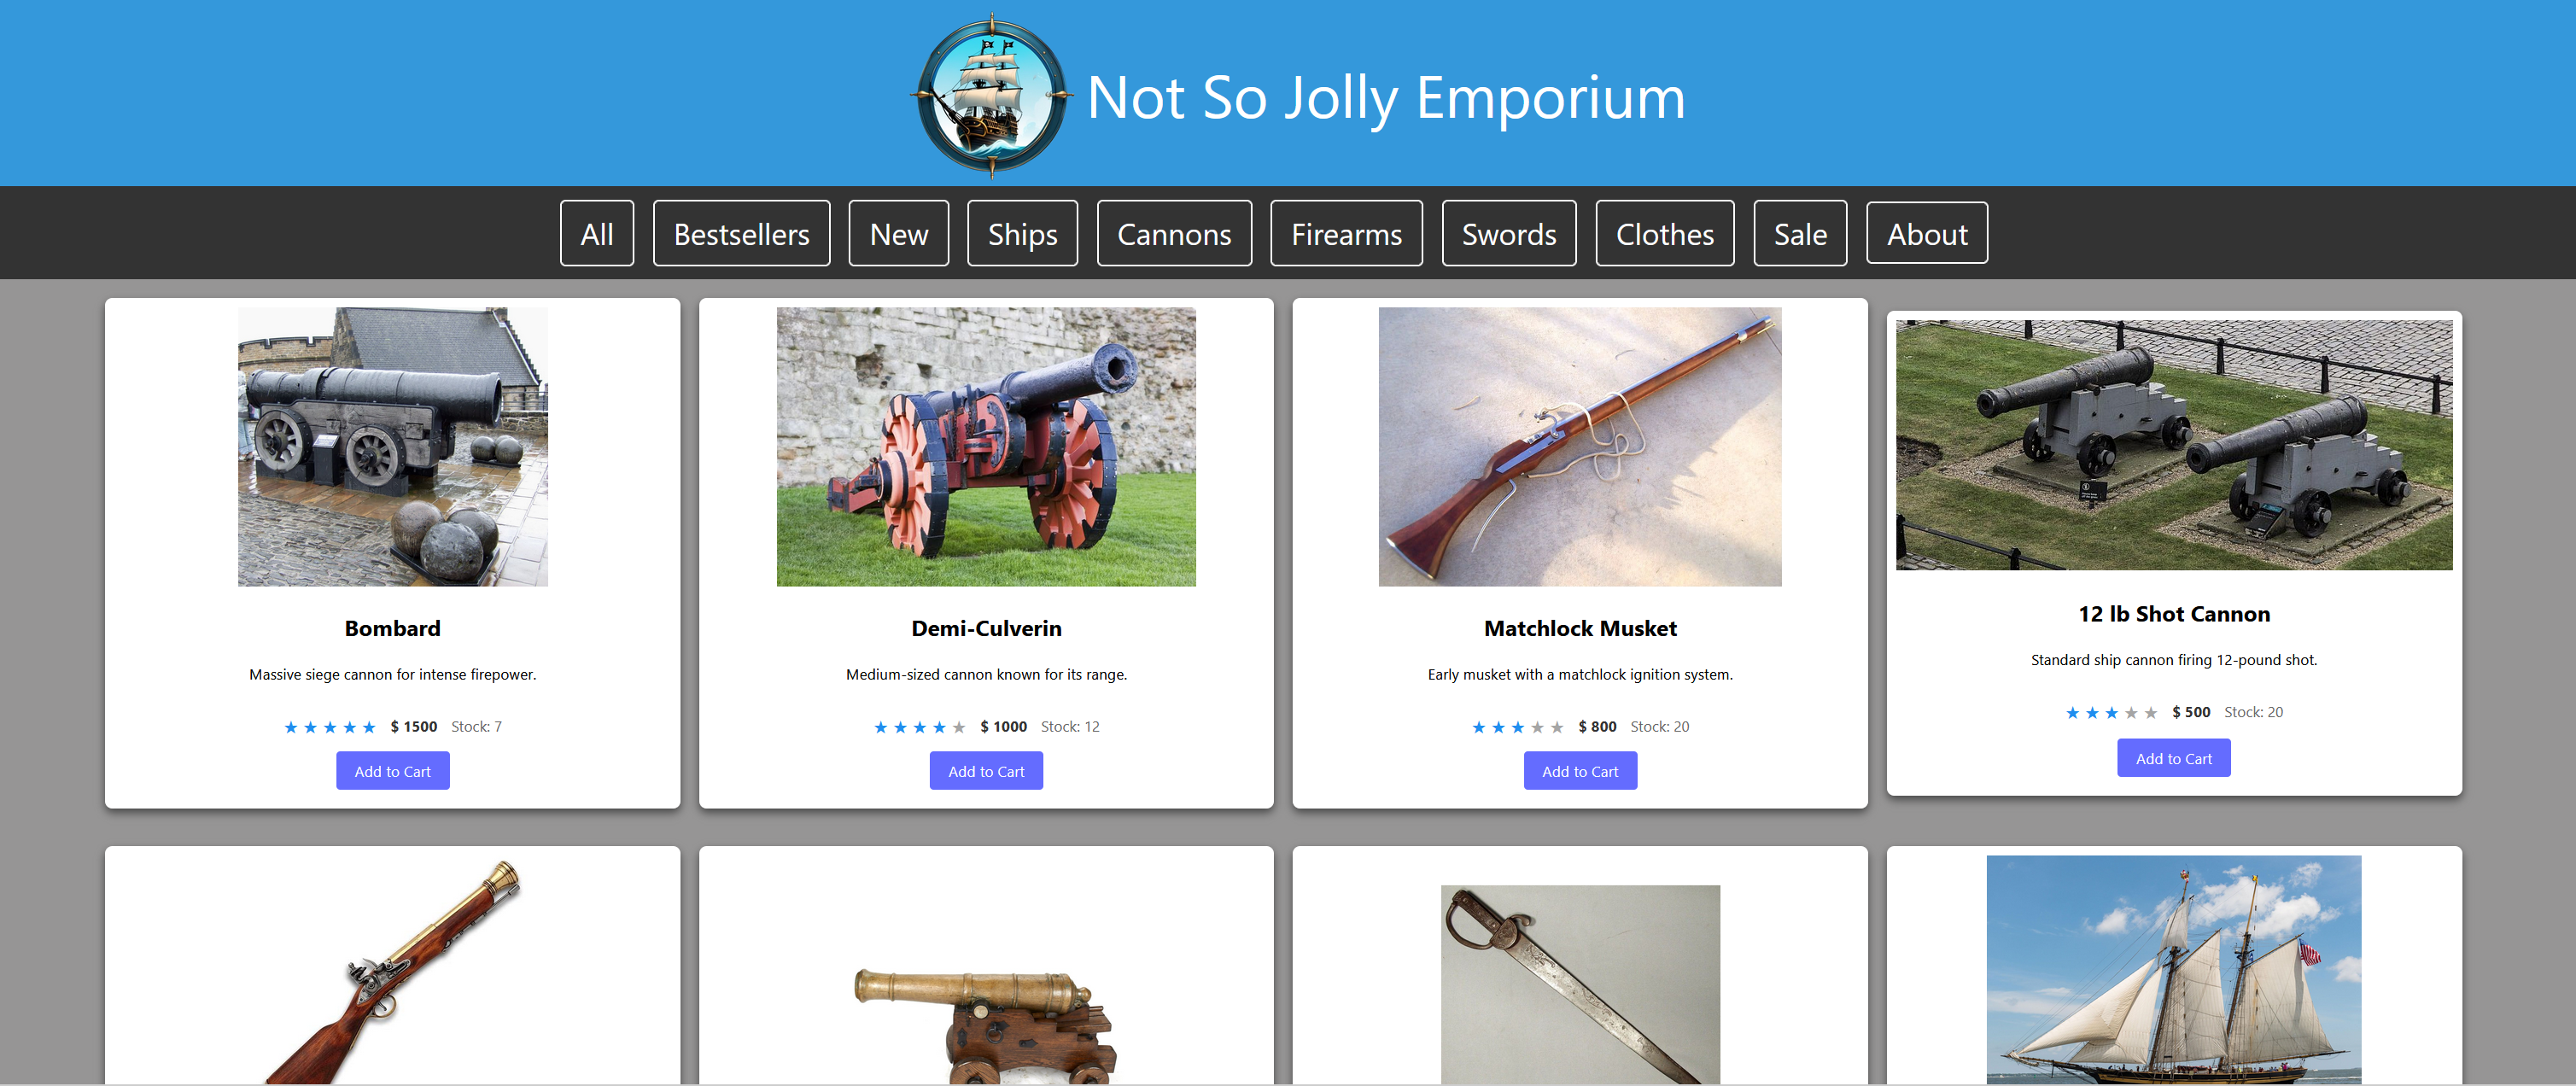 Not So Jolly Emporium
All Bestsellers New Ships Cannons Firearms Swords Clothes Sale About
Bombard
Massive siege cannon for intense firepower.
★ ★ ★ ★ ★ $ 1500 Stock: 7
Add to Cart
Demi-Culverin
Medium-sized cannon known for its range.
★ ★ ★ ★ ★ $ 1000 Stock: 12
Add to Cart
Matchlock Musket
Early musket with a matchlock ignition system.
★ ★ ★ ★ ★ $ 800 Stock: 20
Add to Cart
12 lb Shot Cannon
Standard ship cannon firing 12-pound shot.
★ ★ ★ ★ ★ $ 500 Stock: 20
Add to Cart